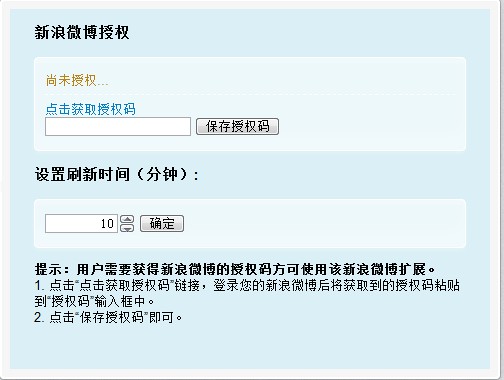 新浪微博授权
尚未授权...
点击获取授权码
保存授权码
设置刷新时间（分钟）:
10 确定
提示：用户需要获得新浪微博的授权码方可使用该新浪微博扩展。
1. 点击“点击获取授权码”链接，登录您的新浪微博后将获取到的授权码粘贴
到“授权码”输入框中。
2. 点击“保存授权码”即可。